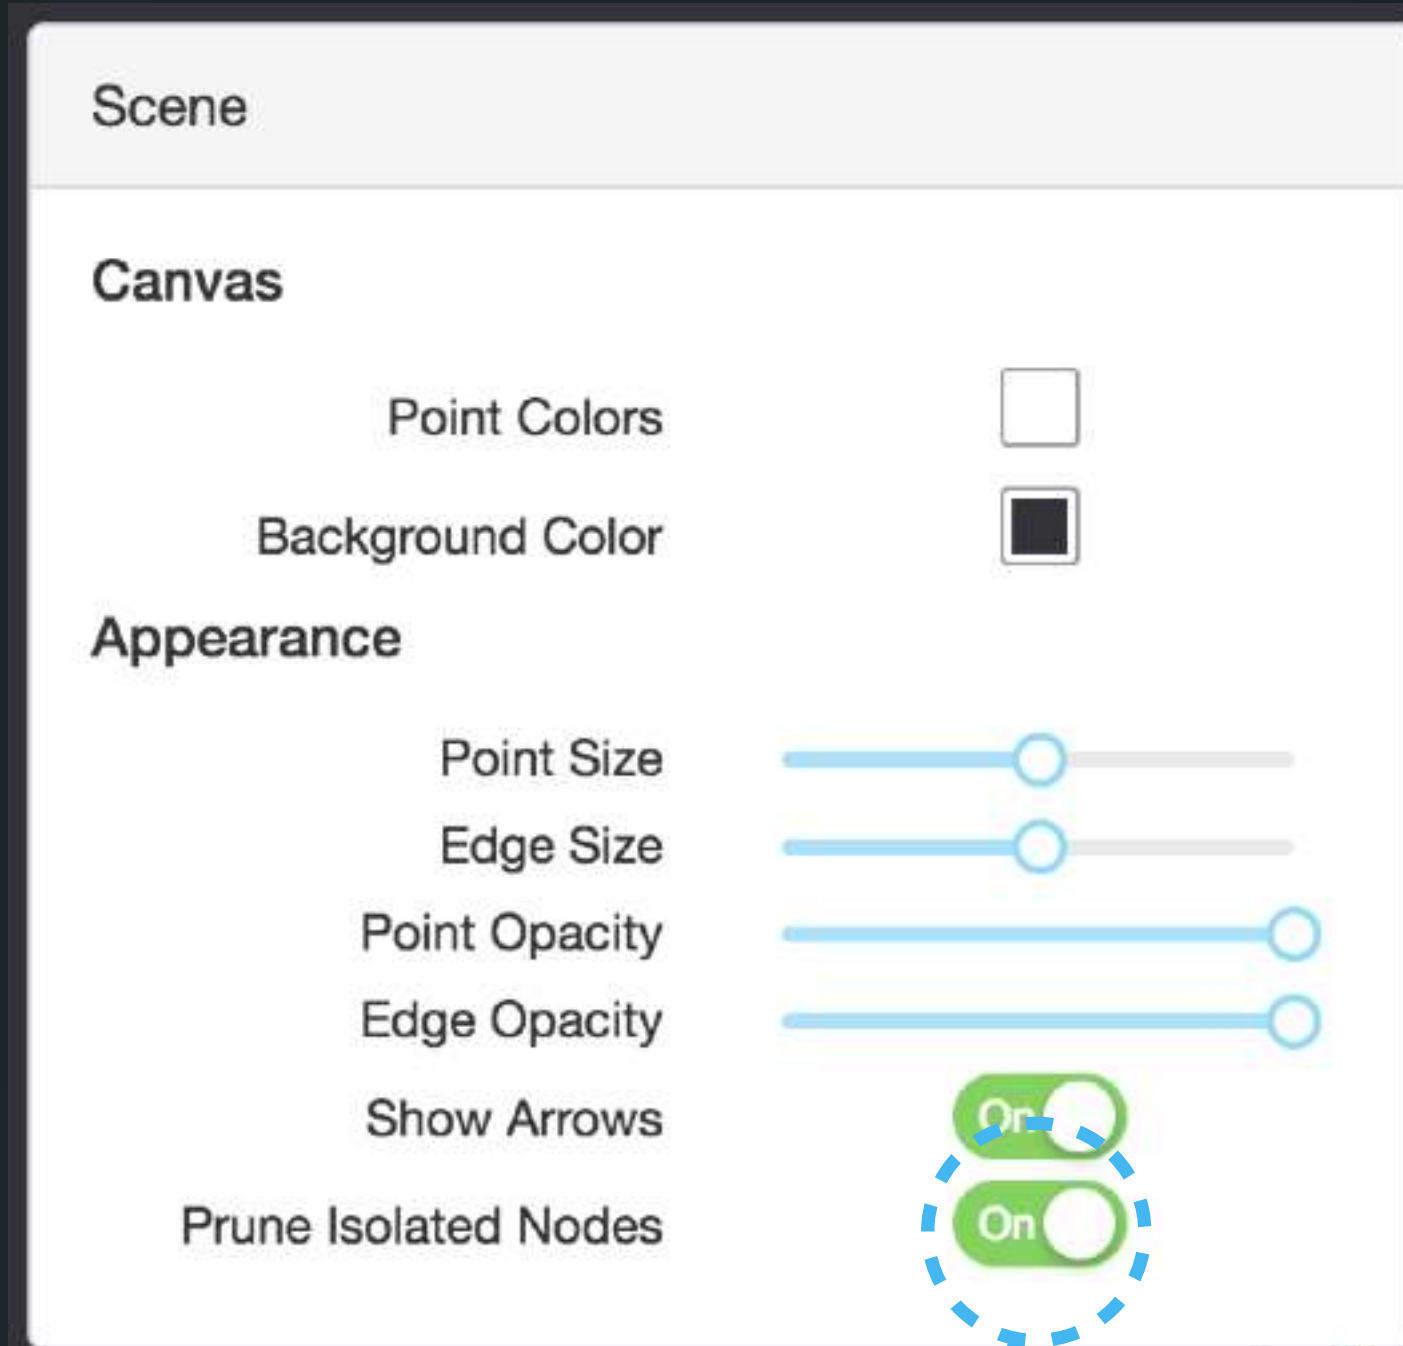 Scene
Canvas
Point Colors
Background Color
Appearance
Point Size
Edge Size
Point Opacity
Edge Opacity
Show Arrows On
Prune Isolated Nodes On